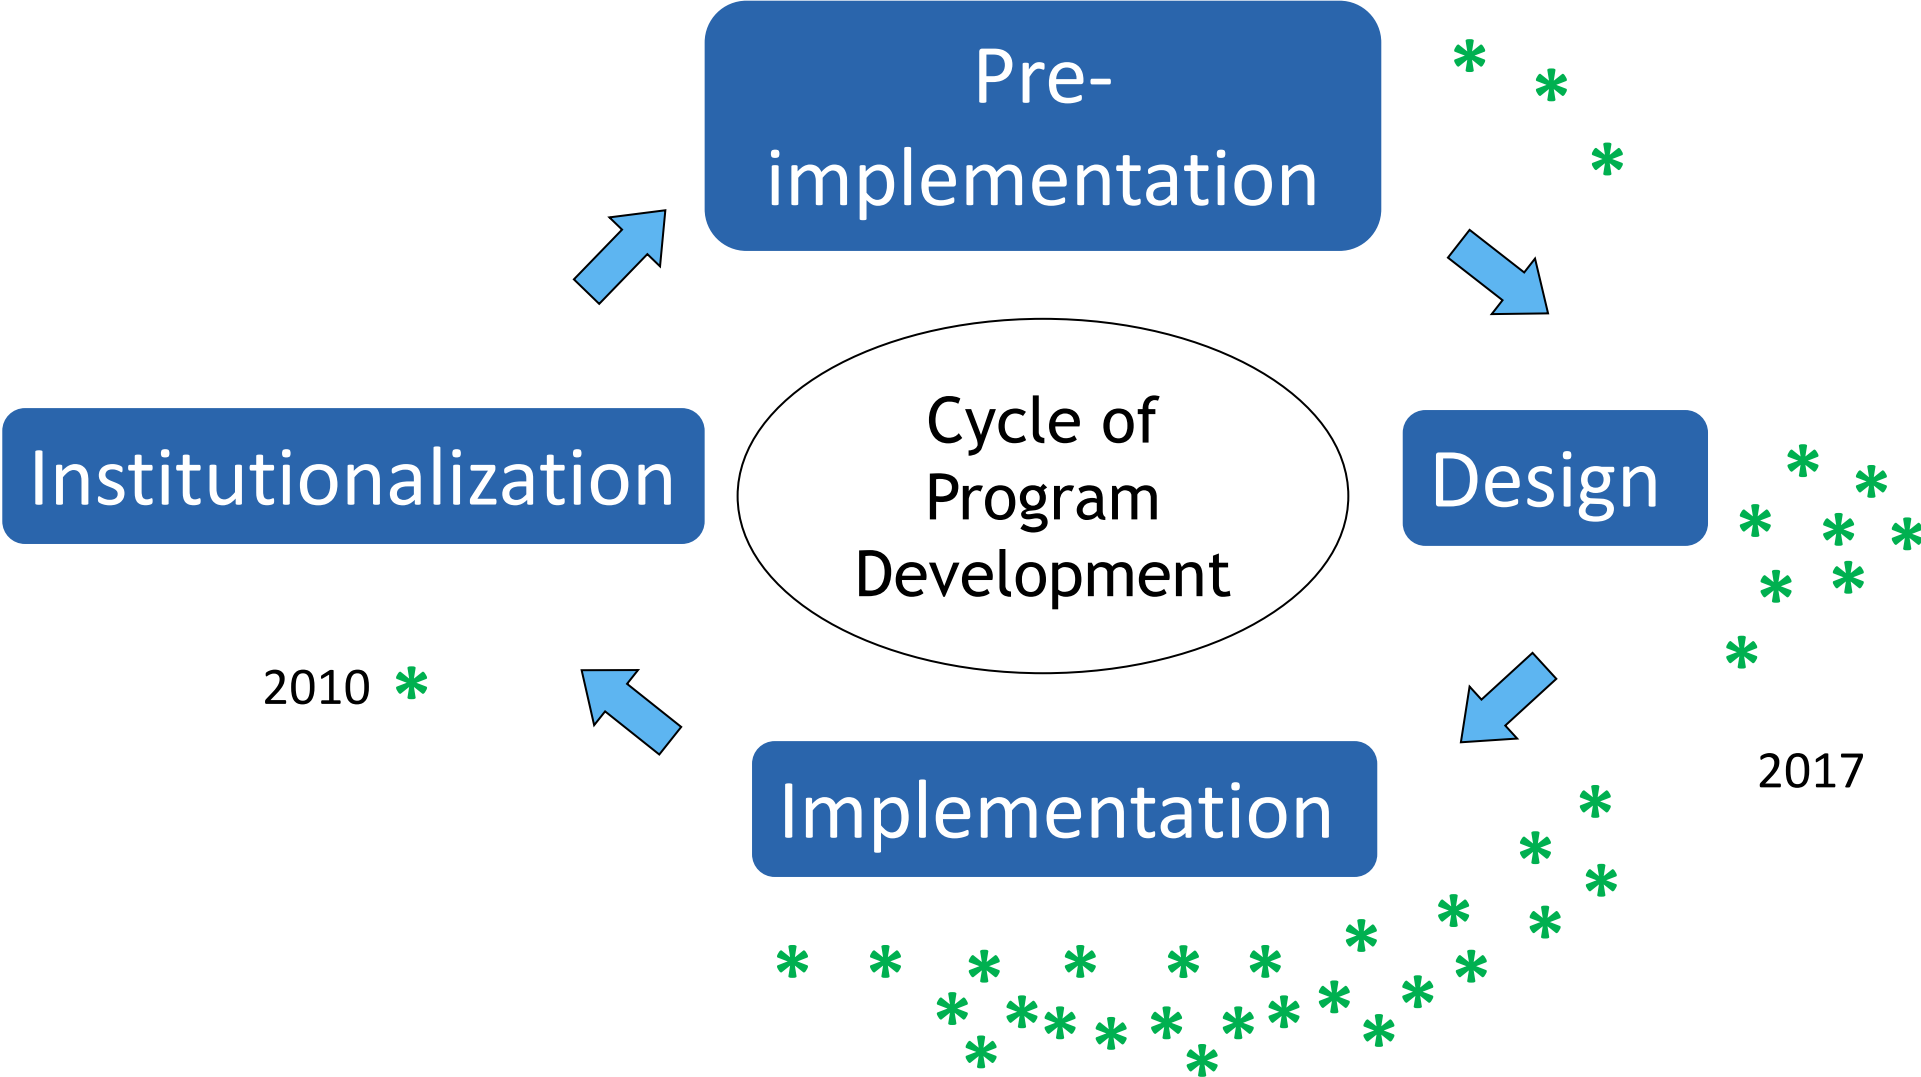 Pre-
implementation
Cycle of
Program
Development
Institutionalization
Design
2010 *
2017
Implementation